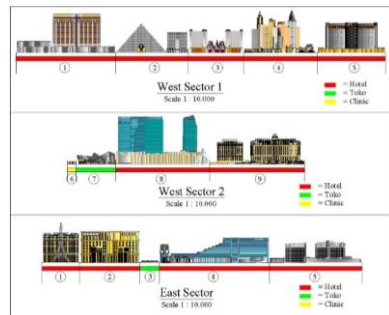 ① ② ③ ④ ⑤
West Sector 1
Scale 1 : 10.000
= Hotel
= Toko
= Clinic
⑥ ⑦ ⑧ ⑨
West Sector 2
Scale 1 : 10.000
= Hotel
= Toko
= Clinic
① ② ③ ④ ⑤
East Sector
Scale 1 : 10.000
= Hotel
= Toko
= Clinic